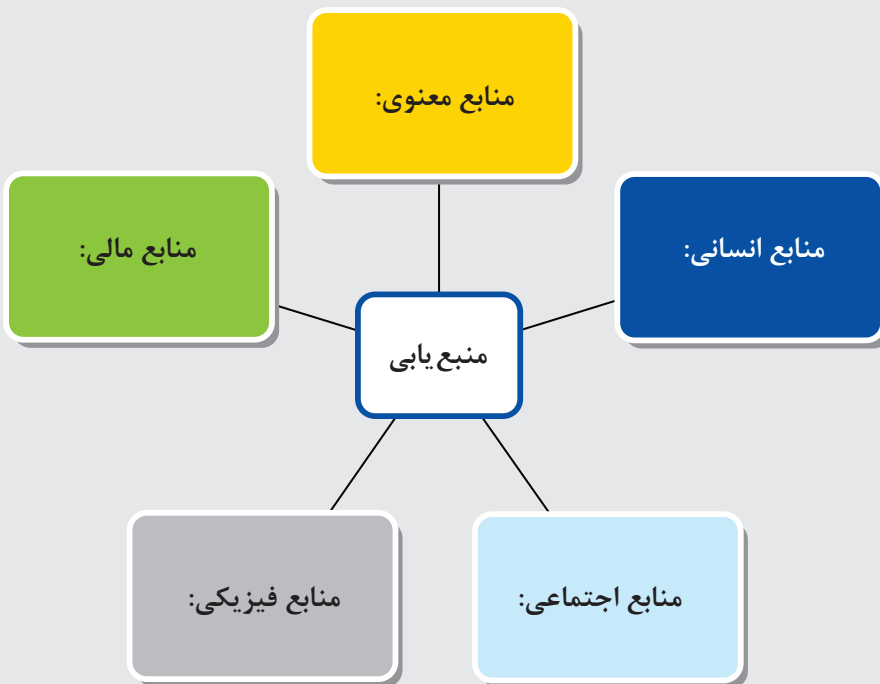 منابع معنوی:
منابع انسانی:
منابع مالی:
منبع یابی
منابع اجتماعی:
منابع فیزیکی: